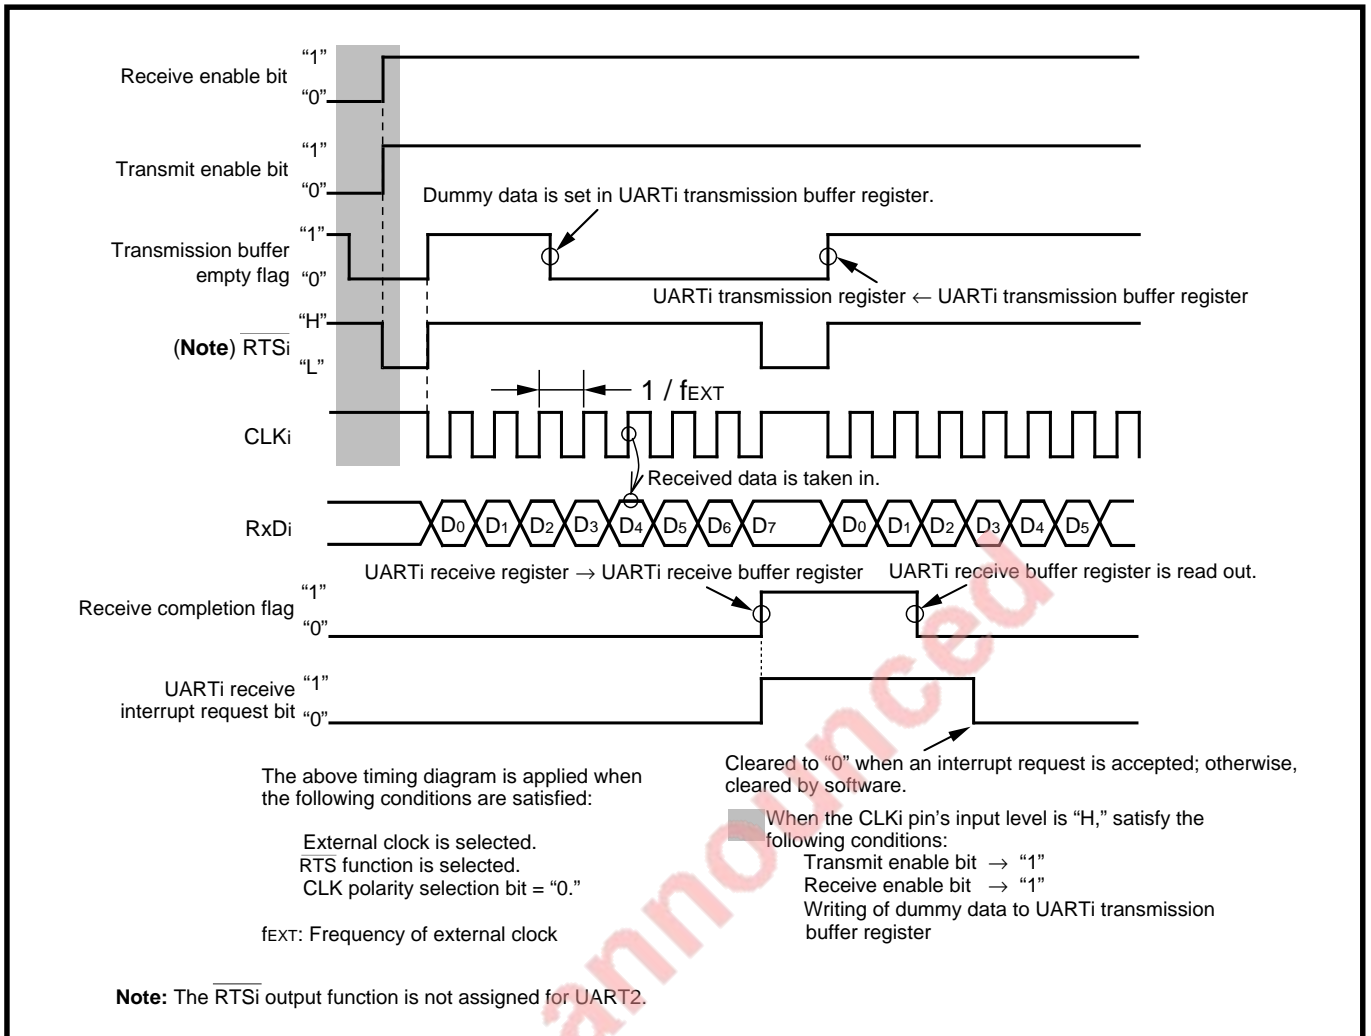 “1”
Receive enable bit
“0”
“1”
Transmit enable bit
“0”
Dummy data is set in UARTi transmission buffer register.
“1”
Transmission buffer
empty flag
“0”
UARTi transmission register ← UARTi transmission buffer register
“H”
(Note) RTSi
“L”
1 / fEXT
CLKi
Received data is taken in.
RxDi
D0 D1 D2 D3 D4 D5 D6 D7 D0 D1 D2 D3 D4 D5
UARTi receive register → UARTi receive buffer register
UARTi receive buffer register is read out.
“1”
Receive completion flag
“0”
“1”
UARTi receive
interrupt request bit
“0”
Cleared to “0” when an interrupt request is accepted; otherwise,
cleared by software.
The above timing diagram is applied when
the following conditions are satisfied:
External clock is selected.
RTS function is selected.
CLK polarity selection bit = “0.”
fEXT: Frequency of external clock
When the CLKi pin’s input level is “H,” satisfy the
following conditions:
Transmit enable bit → “1”
Receive enable bit → “1”
Writing of dummy data to UARTi transmission
buffer register
Note: The RTSi output function is not assigned for UART2.
announced